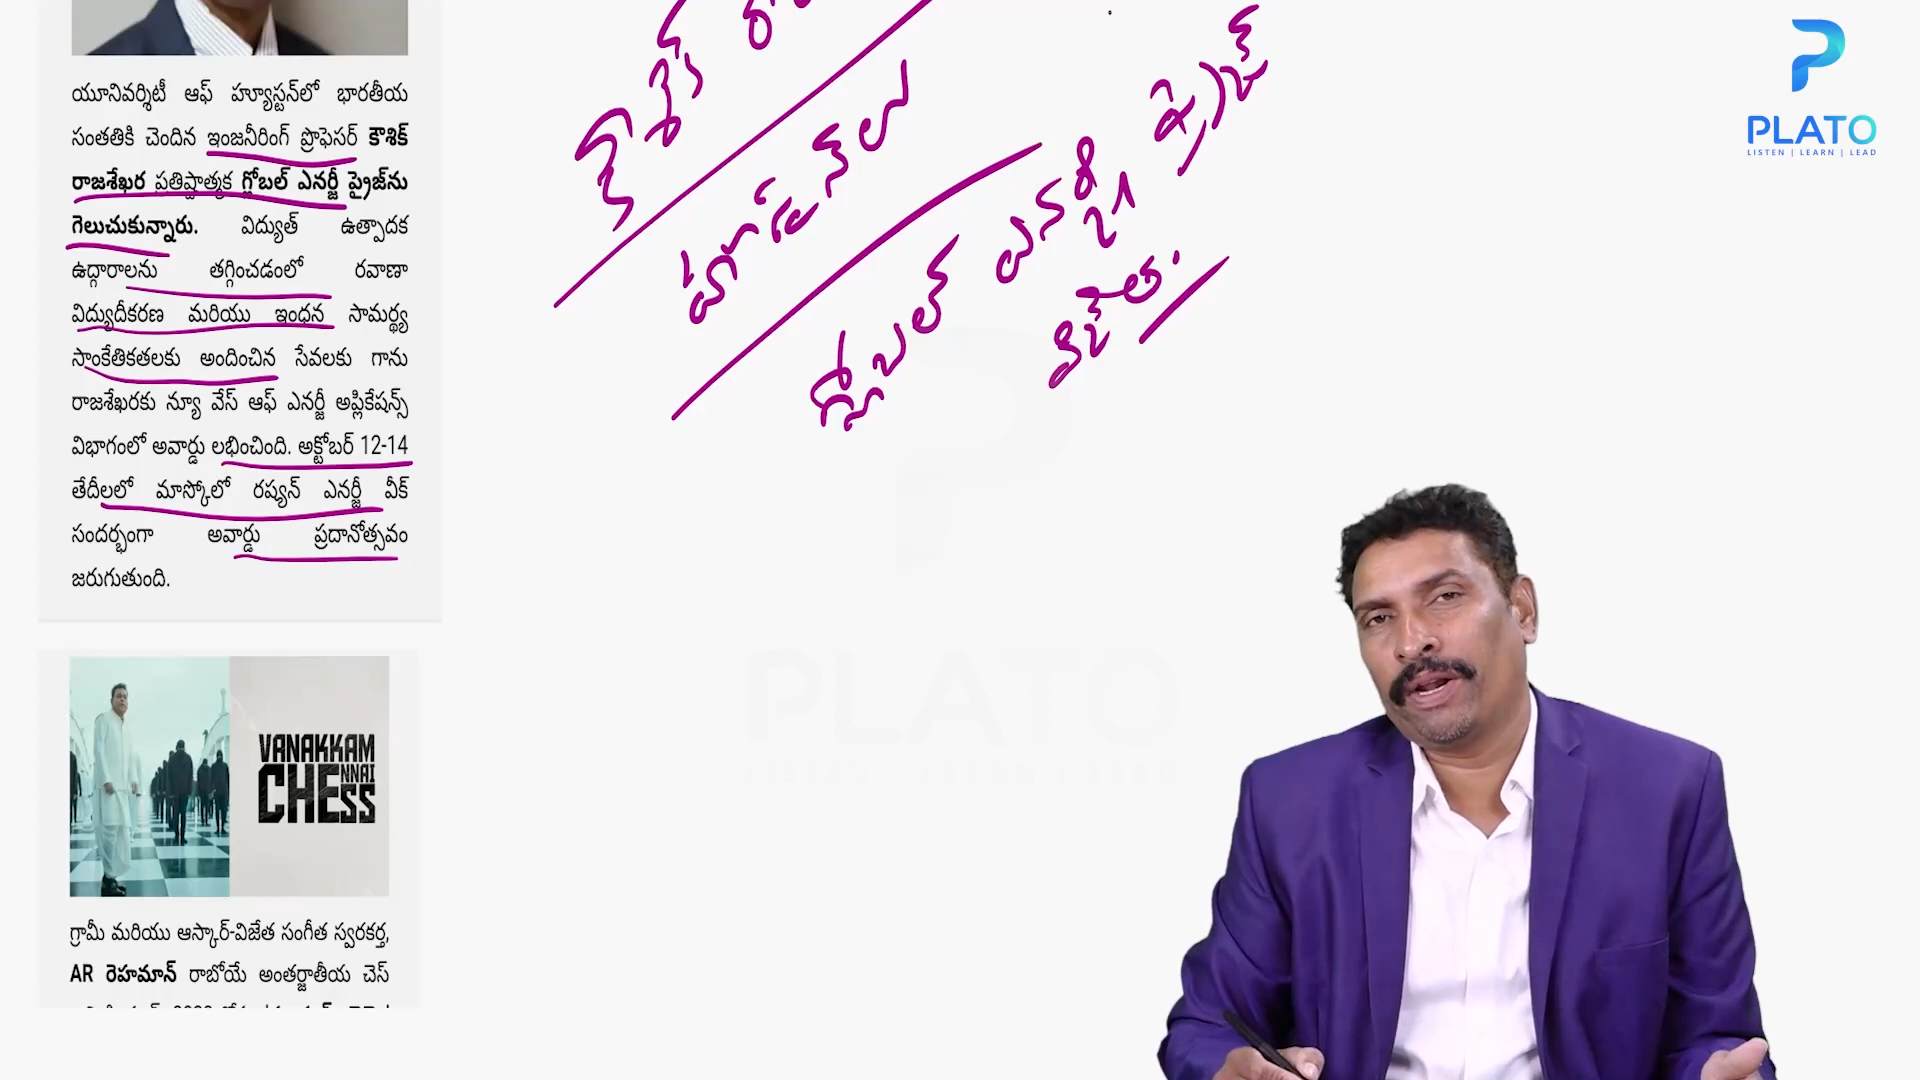 యూనివర్శిటీ ఆఫ్ హ్యూస్టన్‌లో భారతీయ
సంతతికి చెందిన ఇంజనీరింగ్ ప్రొఫెసర్ కౌశిక్
రాజశేఖర ప్రతిష్ఠాత్మక గ్లోబల్ ఎనర్జీ ప్రైజ్‌ను
గెలుచుకున్నారు. విద్యుత్ ఉత్పాదక
ఉద్గారాలను తగ్గించడంలో రవాణా
విద్యుదీకరణ మరియు ఇంధన సామర్థ్య
సాంకేతికతలకు అందించిన సేవలకు గాను
రాజశేఖరకు న్యూ వేస్ ఆఫ్ ఎనర్జీ అప్లికేషన్స్
విభాగంలో అవార్డు లభించింది. అక్టోబర్ 12-14
తేదీలలో మాస్కోలో రష్యన్ ఎనర్జీ వీక్
సందర్భంగా అవార్డు ప్రదానోత్సవం
జరుగుతుంది.
VANAKKAM
CHENNAI
CHESS
గ్రామీ మరియు ఆస్కార్-విజేత సంగీత స్వరకర్త,
AR రెహమాన్ రాబోయే అంతర్జాతీయ చెస్
కౌశిక్
హూస్టన్‌లు
గ్లోబల్ ఎనర్జీ ప్రైజ్
విజేత.
PLATO
LISTEN | LEARN | LEAD
PLATO